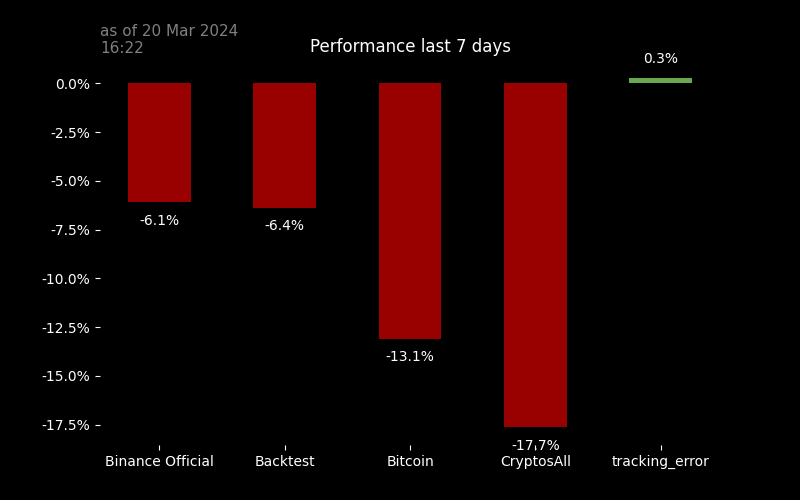 as of 20 Mar 2024
16:22
Performance last 7 days
0.3%
0.0%
-2.5%
-5.0%
-7.5%
-10.0%
-12.5%
-15.0%
-17.5%
-6.1%
-6.4%
-13.1%
-17.7%
Binance Official
Backtest
Bitcoin
CryptosAll
tracking_error